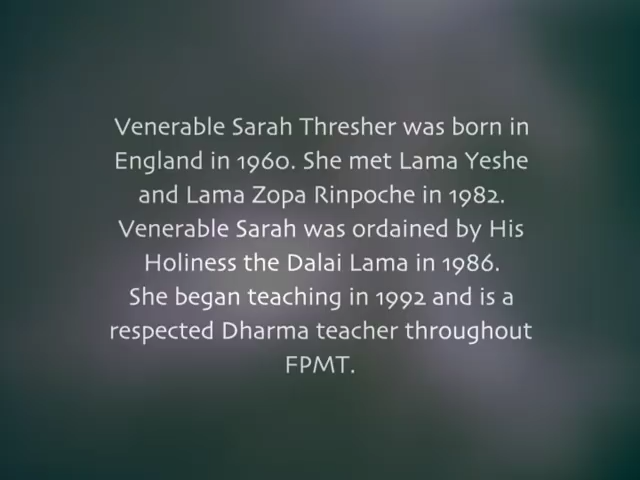 Venerable Sarah Thresher was born in
England in 1960. She met Lama Yeshe
and Lama Zopa Rinpoche in 1982.
Venerable Sarah was ordained by His
Holiness the Dalai Lama in 1986.
She began teaching in 1992 and is a
respected Dharma teacher throughout
FPMT.